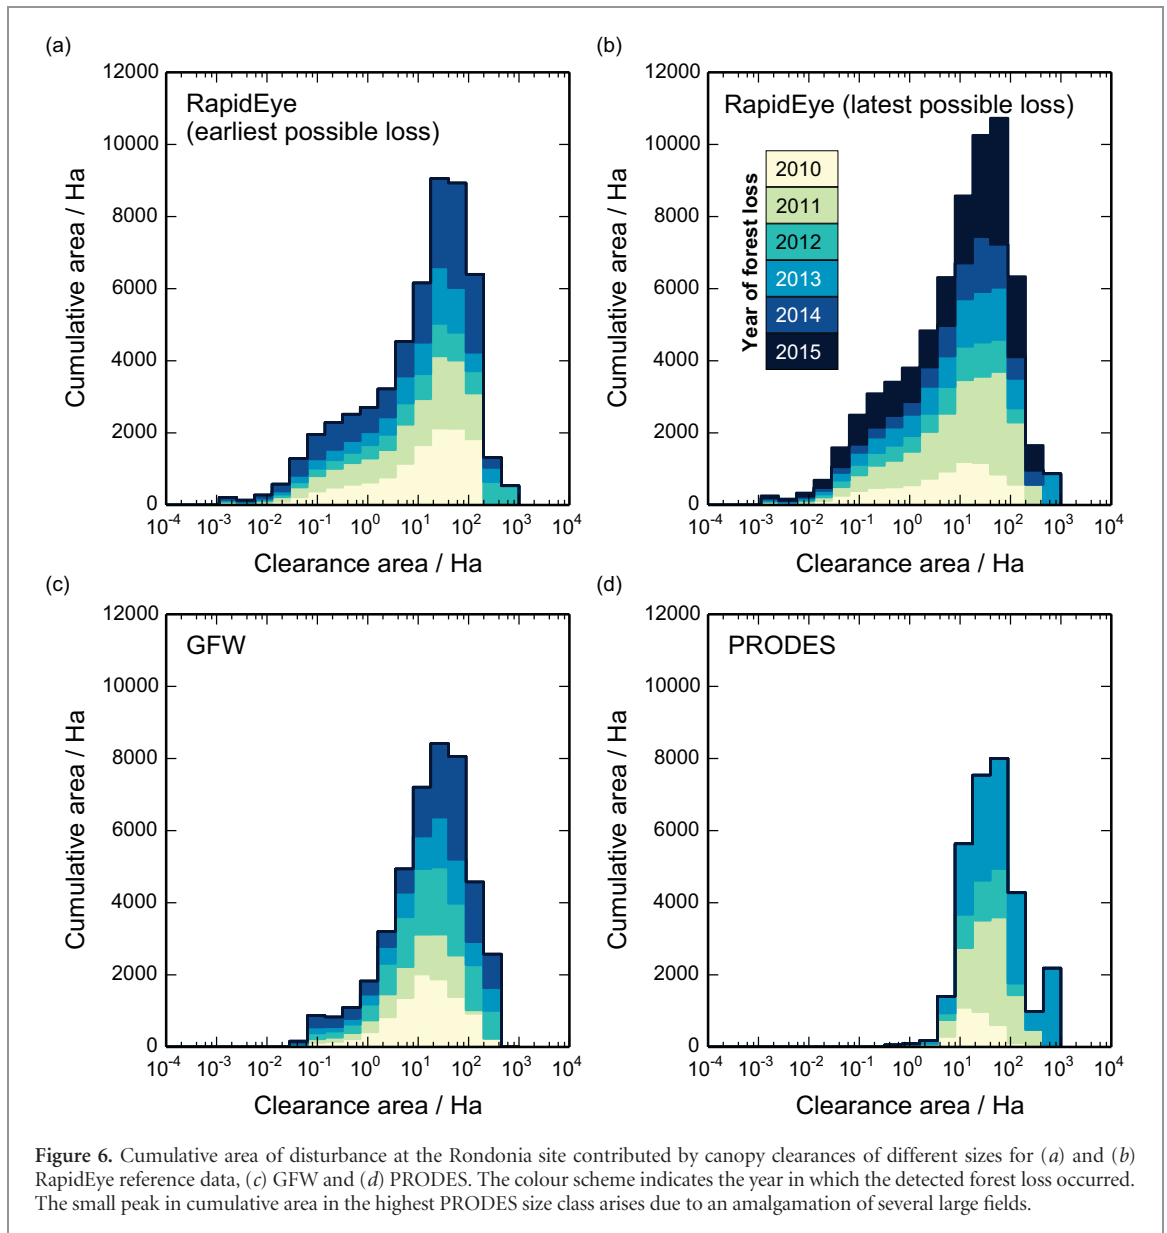 (a)
12000
10000
8000
6000
4000
2000
0
Cumulative area / Ha
RapidEye
(earliest possible loss)
10⁻⁴ 10⁻³ 10⁻² 10⁻¹ 10⁰ 10¹ 10² 10³ 10⁴
Clearance area / Ha
(b)
12000
10000
8000
6000
4000
2000
0
Cumulative area / Ha
RapidEye (latest possible loss)
Year of forest loss
2010
2011
2012
2013
2014
2015
10⁻⁴ 10⁻³ 10⁻² 10⁻¹ 10⁰ 10¹ 10² 10³ 10⁴
Clearance area / Ha
(c)
12000
10000
8000
6000
4000
2000
0
Cumulative area / Ha
GFW
10⁻⁴ 10⁻³ 10⁻² 10⁻¹ 10⁰ 10¹ 10² 10³ 10⁴
Clearance area / Ha
(d)
12000
10000
8000
6000
4000
2000
0
Cumulative area / Ha
PRODES
10⁻⁴ 10⁻³ 10⁻² 10⁻¹ 10⁰ 10¹ 10² 10³ 10⁴
Clearance area / Ha
Figure 6. Cumulative area of disturbance at the Rondonia site contributed by canopy clearances of different sizes for (a) and (b)
RapidEye reference data, (c) GFW and (d) PRODES. The colour scheme indicates the year in which the detected forest loss occurred.
The small peak in cumulative area in the highest PRODES size class arises due to an amalgamation of several large fields.